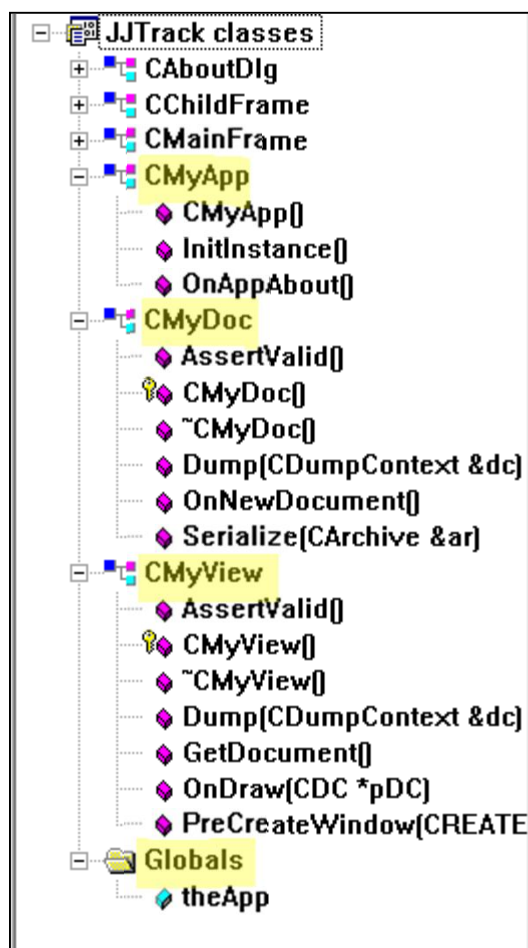 JJTrack classes
CAboutDlg
CChildFrame
CMainFrame
CMyApp
CMyApp()
InitInstance()
OnAppAbout()
CMyDoc
AssertValid()
CMyDoc()
~CMyDoc()
Dump(CDumpContext &dc)
OnNewDocument()
Serialize(CArchive &ar)
CMyView
AssertValid()
CMyView()
~CMyView()
Dump(CDumpContext &dc)
GetDocument()
OnDraw(CDC *pDC)
PreCreateWindow(CREATE
Globals
theApp